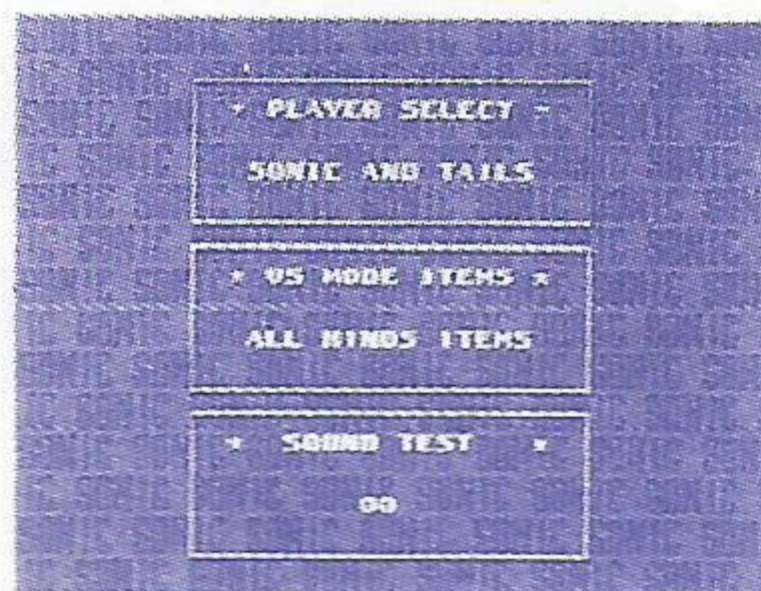 * PLAYER SELECT *
SONIC AND TAILS
* VS MODE ITEMS *
ALL KINDS ITEMS
* SOUND TEST *
00